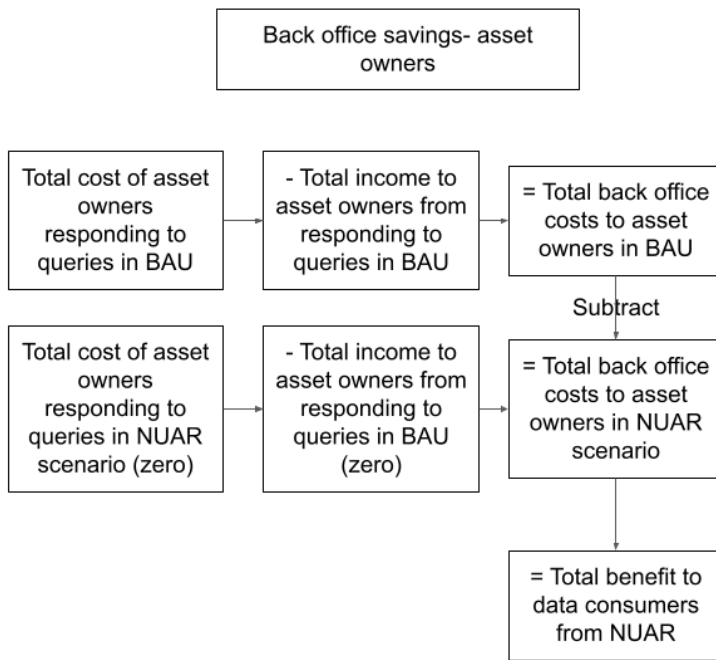 Back office savings- asset
owners
Total cost of asset
owners
responding to
queries in BAU
- Total income to
asset owners from
responding to
queries in BAU
= Total back office
costs to asset
owners in BAU
Subtract
Total cost of asset
owners
responding to
queries in NUAR
scenario (zero)
- Total income to
asset owners from
responding to
queries in BAU
(zero)
= Total back office
costs to asset
owners in NUAR
scenario
= Total benefit to
data consumers
from NUAR